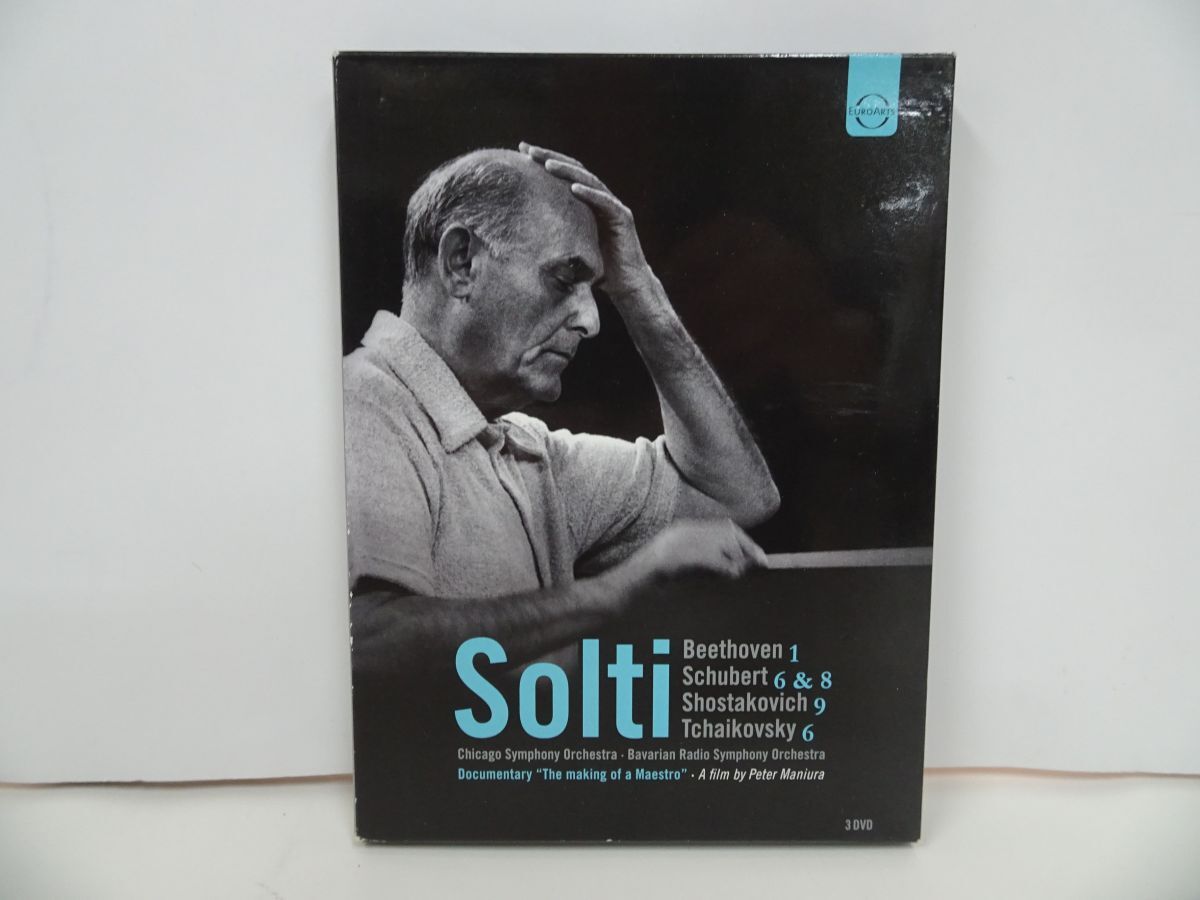 EUROARTS
Solti
Beethoven 1
Schubert 6 & 8
Shostakovich 9
Tchaikovsky 6
Chicago Symphony Orchestra · Bavarian Radio Symphony Orchestra
Documentary "The making of a Maestro" · A film by Peter Maniura
3 DVD